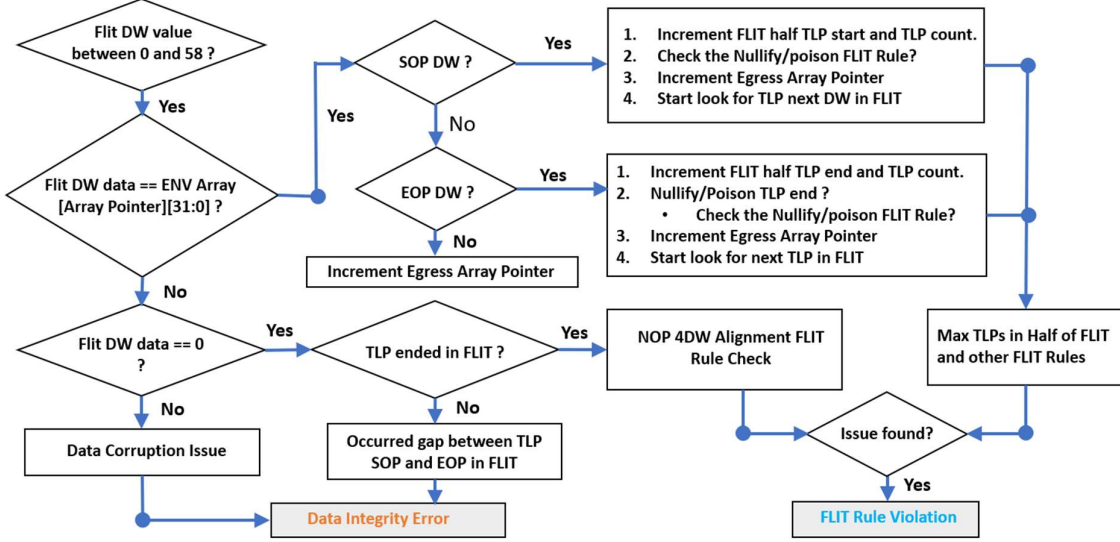 Flit DW value
between 0 and 58 ?
Yes
Flit DW data == ENV Array
[Array Pointer][31:0] ?
Yes
No
SOP DW ?
Yes
No
1. Increment FLIT half TLP start and TLP count.
2. Check the Nullify/poison FLIT Rule?
3. Increment Egress Array Pointer
4. Start look for TLP next DW in FLIT
EOP DW ?
Yes
No
1. Increment FLIT half TLP end and TLP count.
2. Nullify/Poison TLP end ?
• Check the Nullify/poison FLIT Rule?
3. Increment Egress Array Pointer
4. Start look for next TLP in FLIT
Increment Egress Array Pointer
Flit DW data == 0
?
Yes
No
TLP ended in FLIT ?
Yes
No
NOP 4DW Alignment FLIT
Rule Check
Max TLPs in Half of FLIT
and other FLIT Rules
Data Corruption Issue
Occurred gap between TLP
SOP and EOP in FLIT
Issue found?
Yes
Data Integrity Error
FLIT Rule Violation